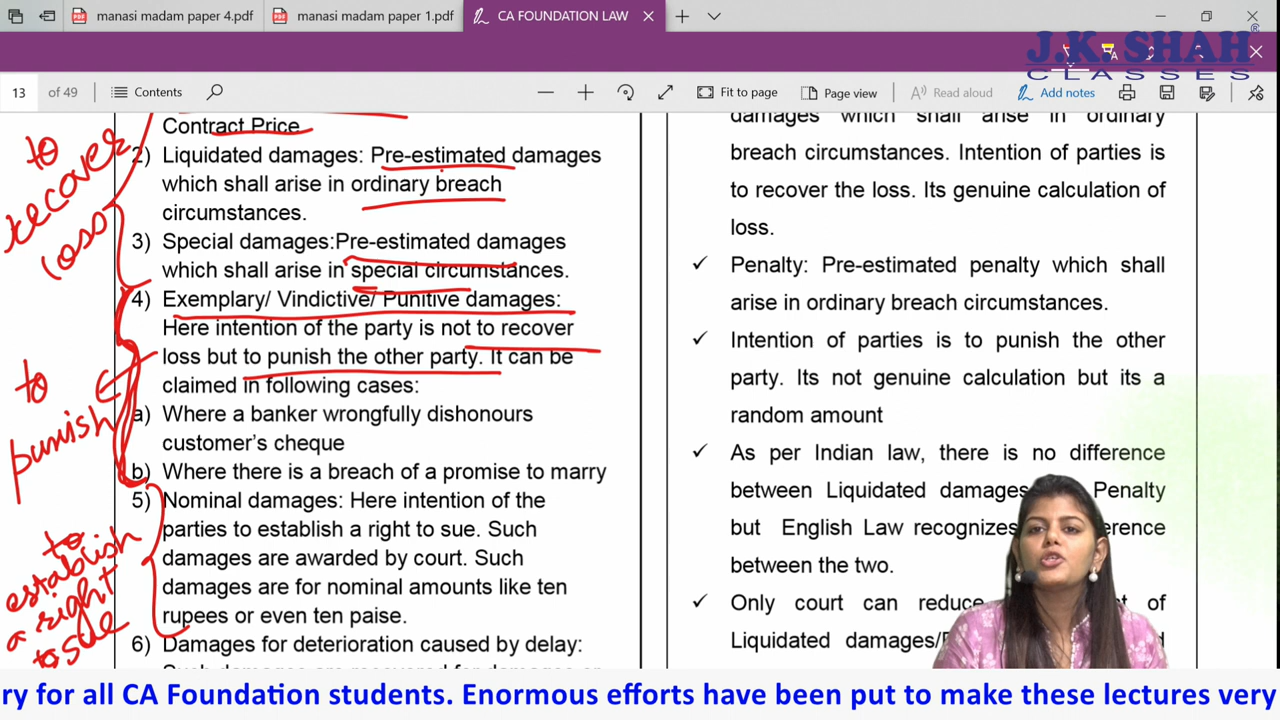 manasi madam paper 4.pdf
manasi madam paper 1.pdf
CA FOUNDATION LAW
J.K. SHAH®
CLASSES
13 of 49
Contents
Fit to page
Page view
Read aloud
Add notes
Contract Price
2) Liquidated damages: Pre-estimated damages
which shall arise in ordinary breach
circumstances.
3) Special damages:Pre-estimated damages
which shall arise in special circumstances.
4) Exemplary/ Vindictive/ Punitive damages:
Here intention of the party is not to recover
loss but to punish the other party. It can be
claimed in following cases:
a) Where a banker wrongfully dishonours
customer's cheque
b) Where there is a breach of a promise to marry
5) Nominal damages: Here intention of the
parties to establish a right to sue. Such
damages are awarded by court. Such
damages are for nominal amounts like ten
rupees or even ten paise.
6) Damages for deterioration caused by delay:
to
recover
loss
to
punish
to
establish
a right
to sue
damages which shall arise in ordinary
breach circumstances. Intention of parties is
to recover the loss. Its genuine calculation of
loss.
✓ Penalty: Pre-estimated penalty which shall
arise in ordinary breach circumstances.
✓ Intention of parties is to punish the other
party. Its not genuine calculation but its a
random amount
✓ As per Indian law, there is no difference
between Liquidated damages Penalty
but English Law recognizes
between the two.
✓ Only court can reduce of
Liquidated
ry for all CA Foundation students. Enormous efforts have been put to make these lectures very